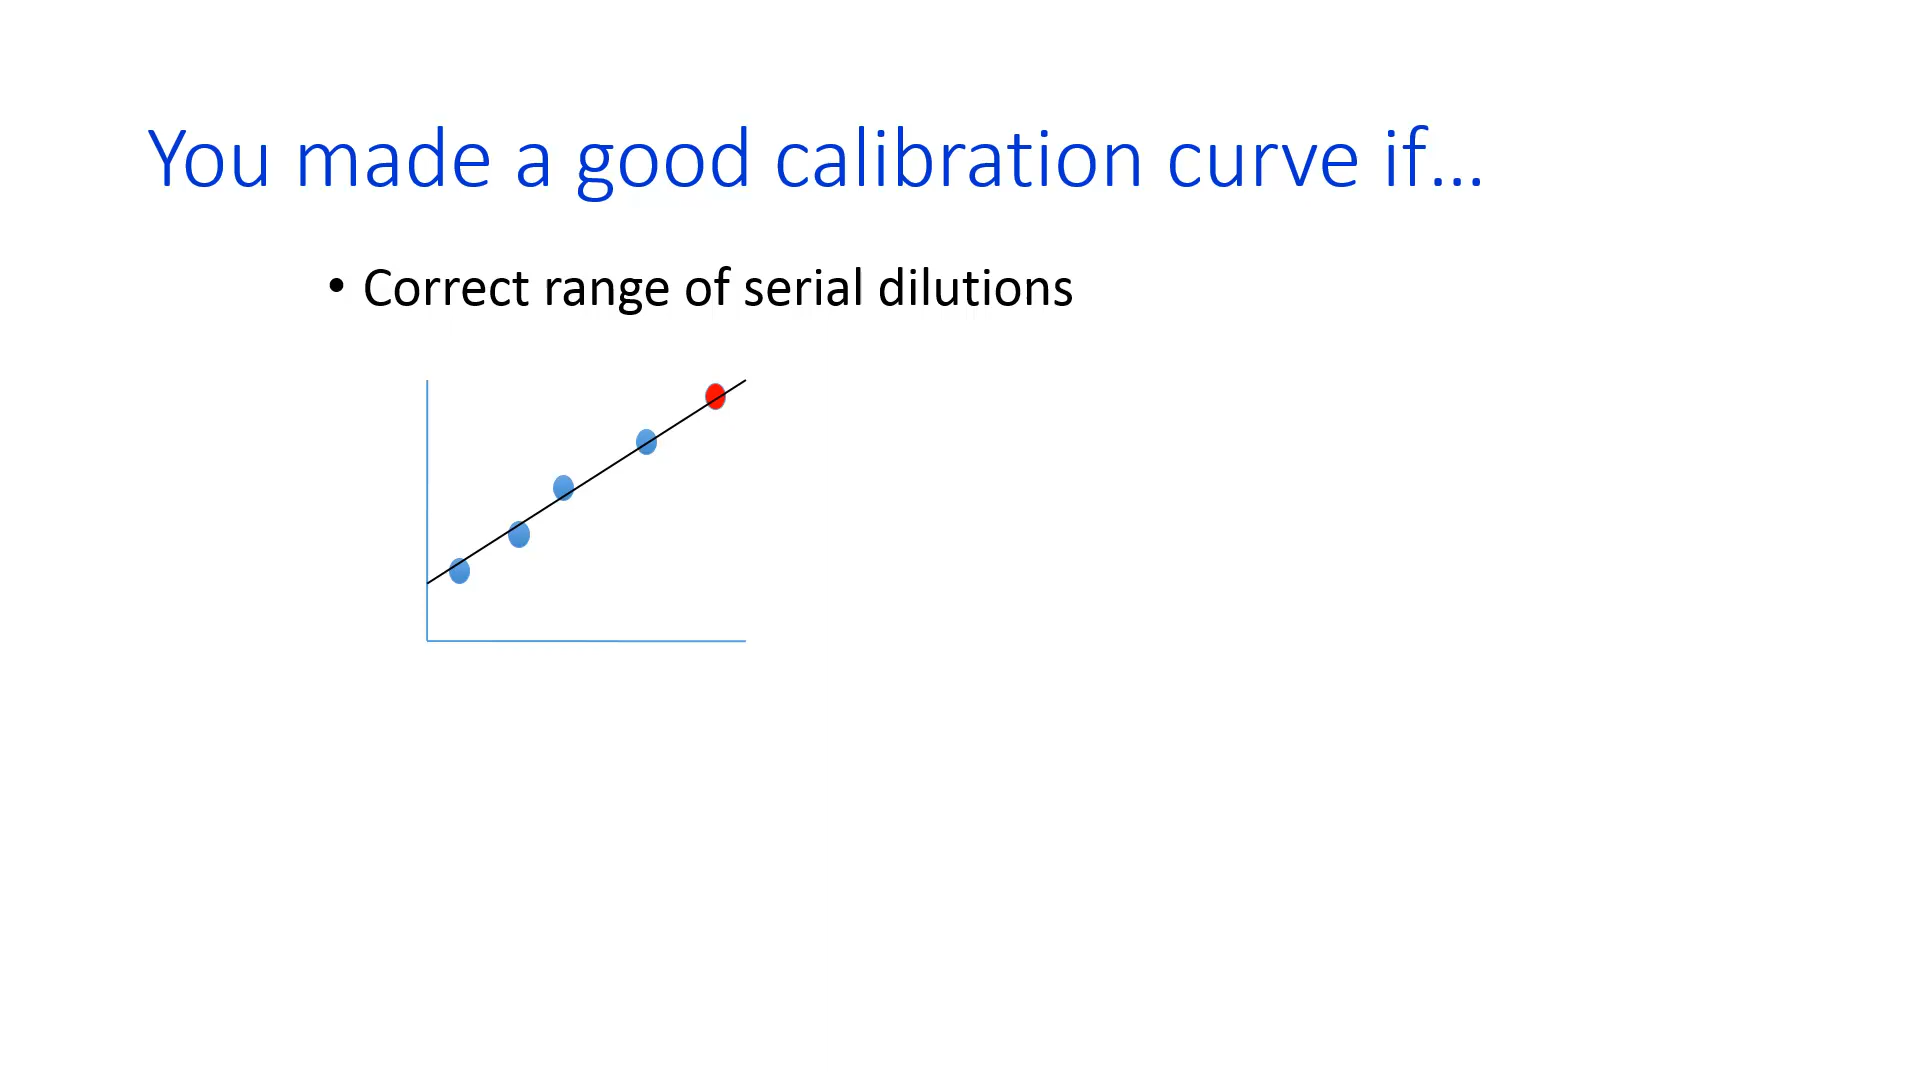 You made a good calibration curve if…
• Correct range of serial dilutions